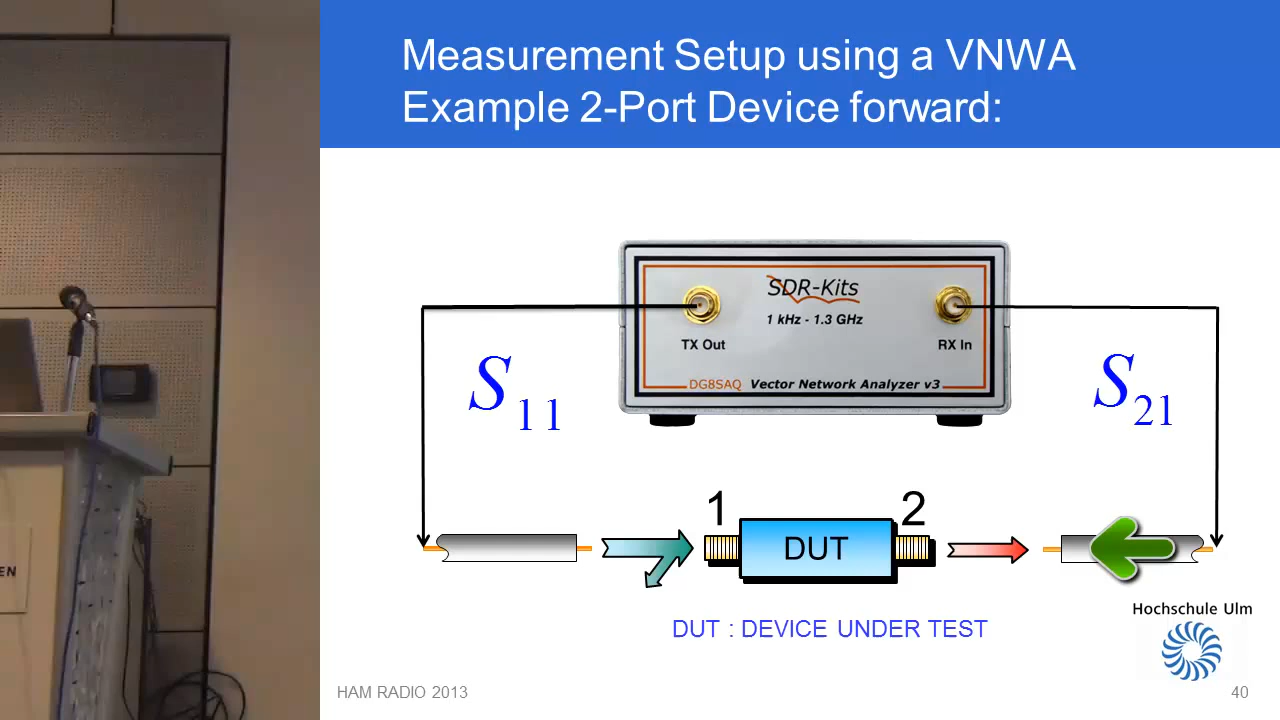 Measurement Setup using a VNWA
Example 2-Port Device forward:
SDR-Kits
1 kHz - 1.3 GHz
TX Out
RX In
DG8SAQ Vector Network Analyzer v3
S11
S21
1
2
DUT
DUT : DEVICE UNDER TEST
Hochschule Ulm
EN
HAM RADIO 2013
40